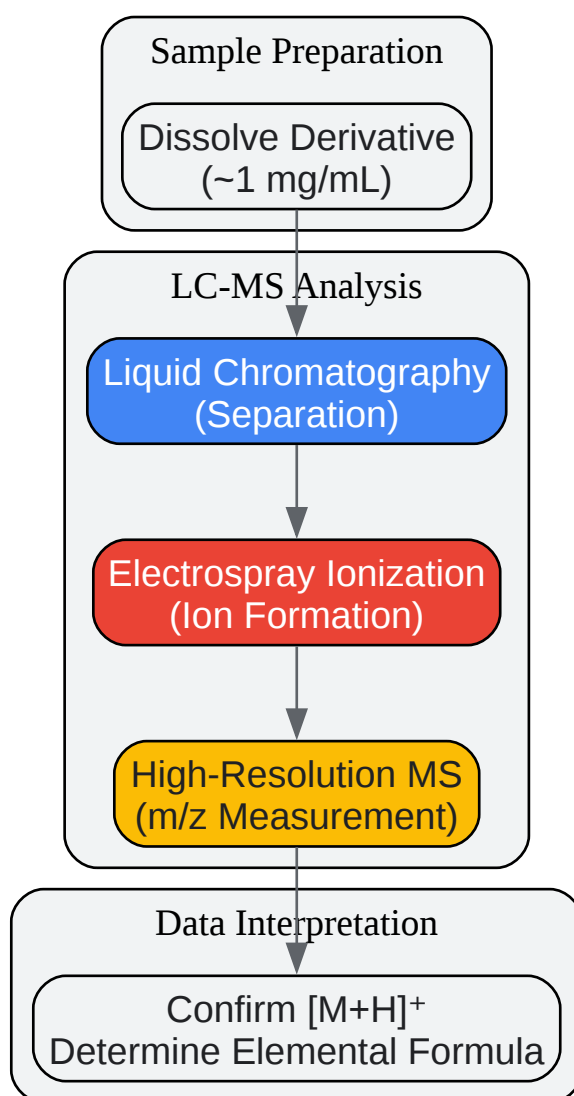 Sample Preparation
Dissolve Derivative
(~1 mg/mL)
LC-MS Analysis
Liquid Chromatography
(Separation)
Electrospray Ionization
(Ion Formation)
High-Resolution MS
(m/z Measurement)
Data Interpretation
Confirm [M+H]⁺
Determine Elemental Formula